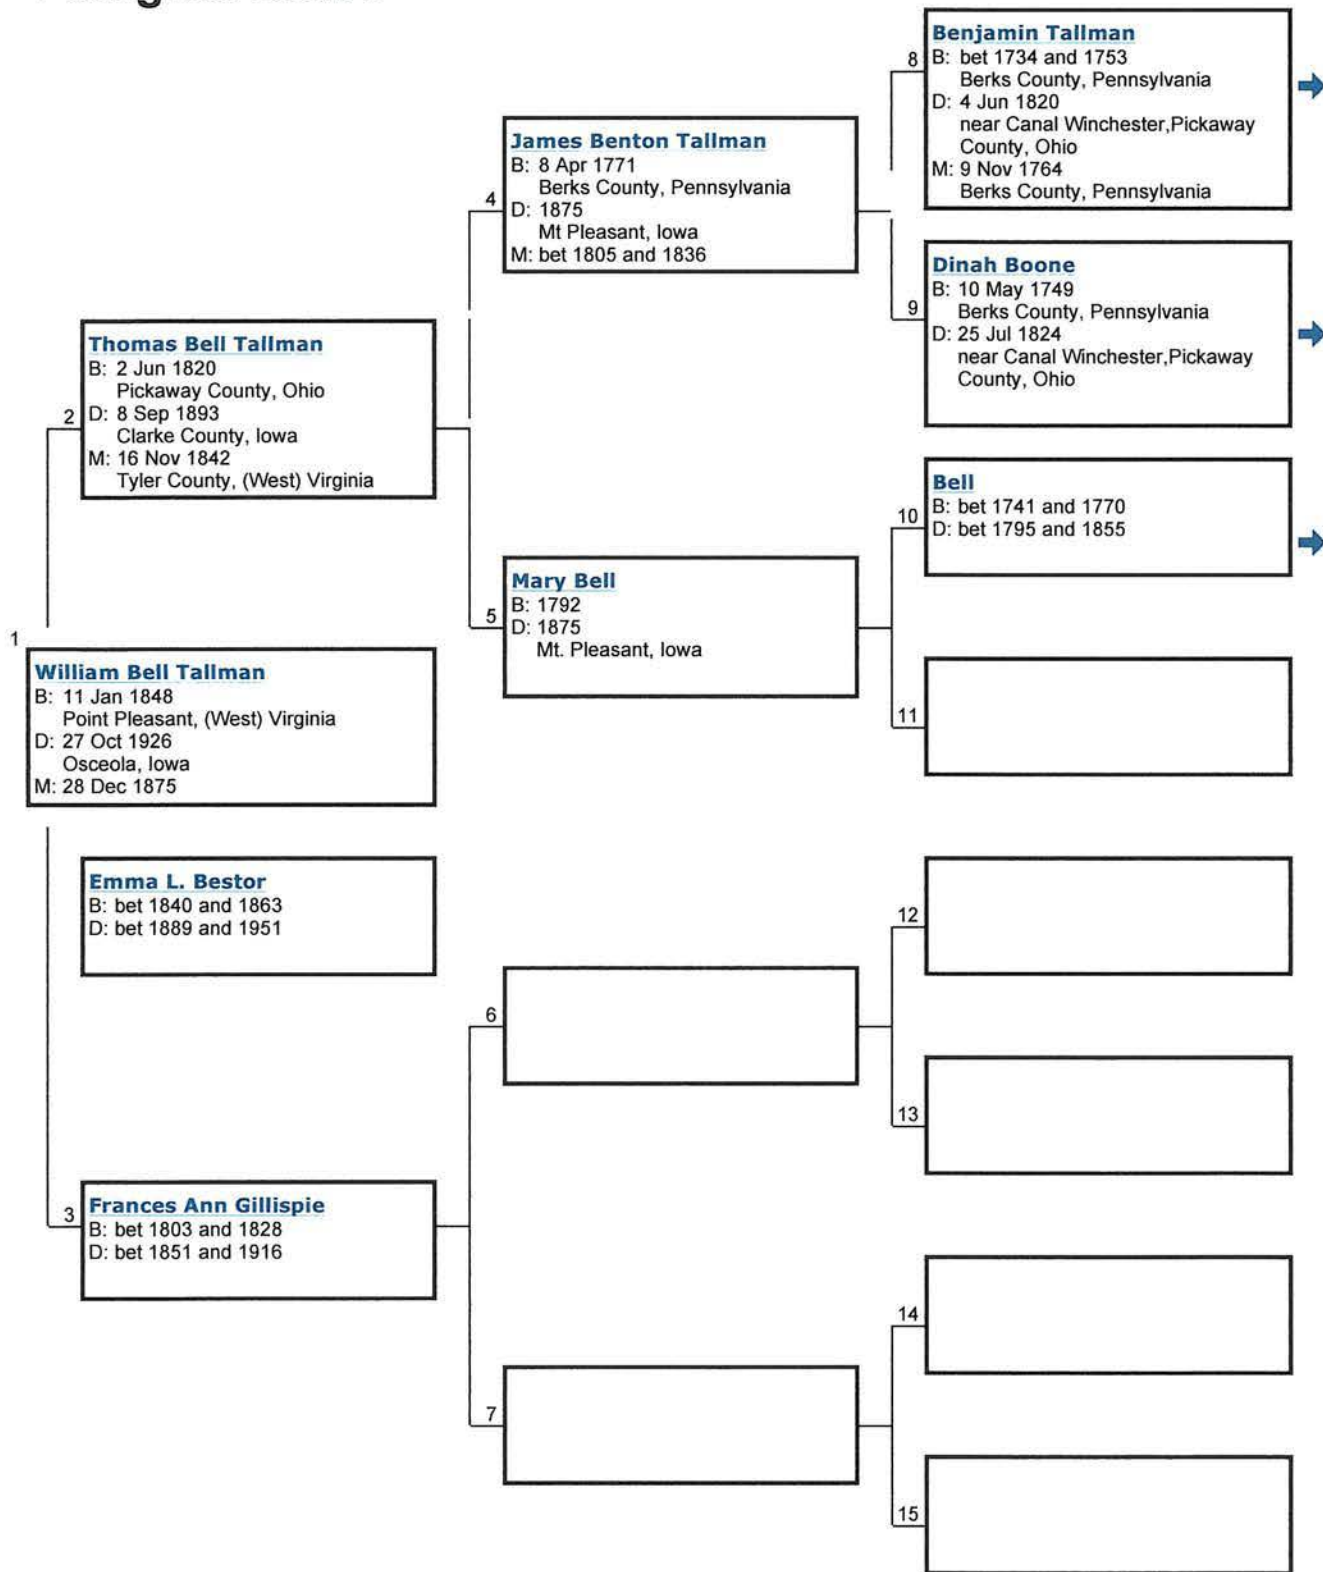 8
Benjamin Tallman
B: bet 1734 and 1753
Berks County, Pennsylvania
D: 4 Jun 1820
near Canal Winchester,Pickaway
County, Ohio
M: 9 Nov 1764
Berks County, Pennsylvania
4
James Benton Tallman
B: 8 Apr 1771
Berks County, Pennsylvania
D: 1875
Mt Pleasant, Iowa
M: bet 1805 and 1836
9
Dinah Boone
B: 10 May 1749
Berks County, Pennsylvania
D: 25 Jul 1824
near Canal Winchester,Pickaway
County, Ohio
2
Thomas Bell Tallman
B: 2 Jun 1820
Pickaway County, Ohio
D: 8 Sep 1893
Clarke County, Iowa
M: 16 Nov 1842
Tyler County, (West) Virginia
10
Bell
B: bet 1741 and 1770
D: bet 1795 and 1855
5
Mary Bell
B: 1792
D: 1875
Mt. Pleasant, Iowa
11
1
William Bell Tallman
B: 11 Jan 1848
Point Pleasant, (West) Virginia
D: 27 Oct 1926
Osceola, Iowa
M: 28 Dec 1875
Emma L. Bestor
B: bet 1840 and 1863
D: bet 1889 and 1951
12
6
13
3
Frances Ann Gillispie
B: bet 1803 and 1828
D: bet 1851 and 1916
14
7
15